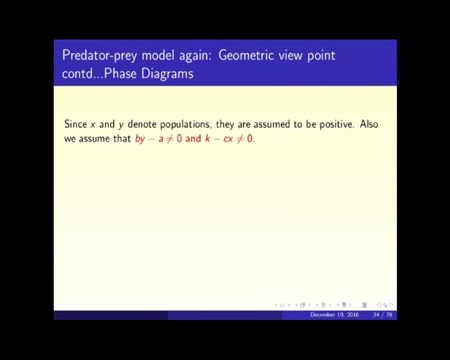 Predator-prey model again: Geometric view point
contd...Phase Diagrams
Since x and y denote populations, they are assumed to be positive. Also
we assume that by − a ≠ 0 and k − cx ≠ 0.
December 19, 2016 34 / 79